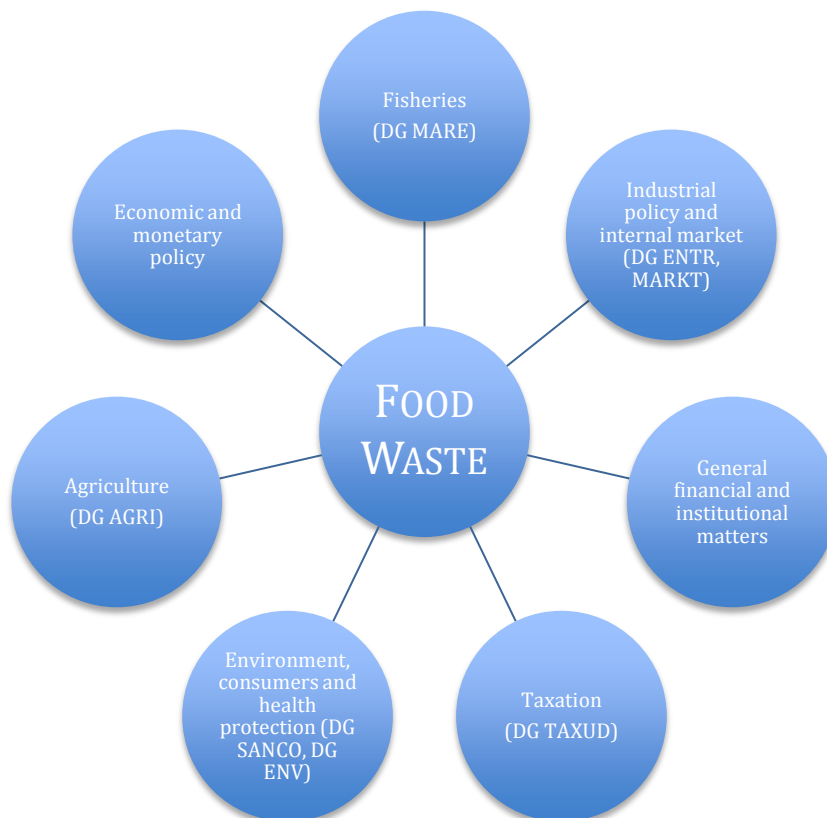 Fisheries
(DG MARE)
Industrial
policy and
internal market
(DG ENTR,
MARKT)
General
financial and
institutional
matters
Taxation
(DG TAXUD)
Environment,
consumers and
health
protection (DG
SANCO, DG
ENV)
Agriculture
(DG AGRI)
Economic and
monetary
policy
FOOD
WASTE